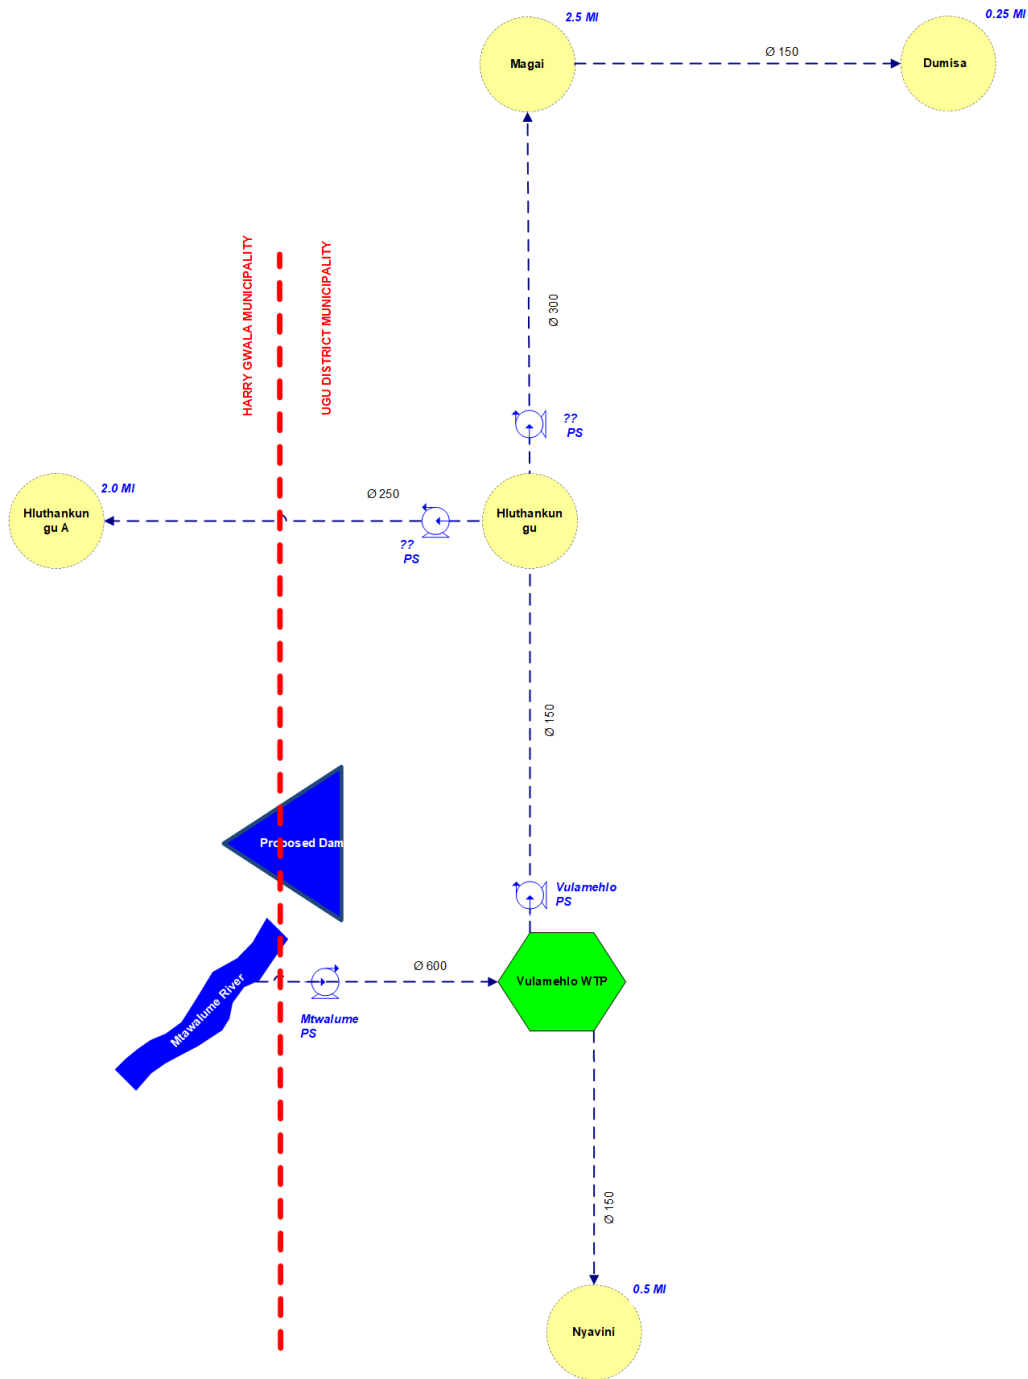 2.5 Ml
0.25 Ml
Magai
Ø 150
Dumisa
HARRY GWALA MUNICIPALITY
UGU DISTRICT MUNICIPALITY
Ø 300
??
PS
2.0 Ml
Ø 250
Hluthankun
gu A
Hluthankun
gu
??
PS
Ø 150
Proposed Dam
Vulamehlo
PS
Mtawalume River
Ø 600
Vulamehlo WTP
Mtwalume
PS
Ø 150
0.5 Ml
Nyavini